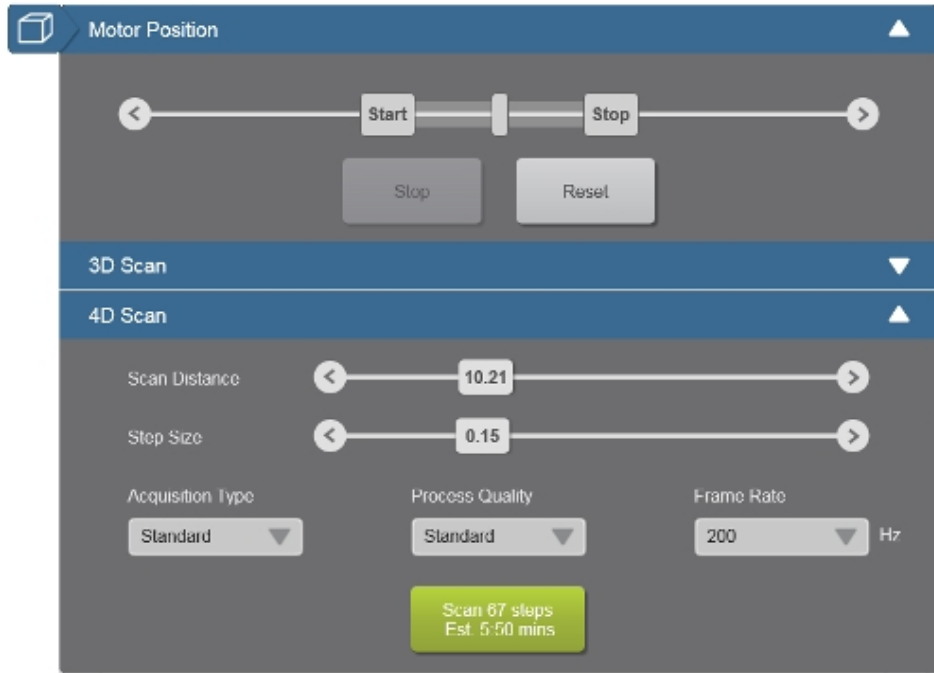 Motor Position
Start Stop
Stop Reset
3D Scan
4D Scan
Scan Distance 10.21
Step Size 0.15
Acquisition Type Process Quality Frame Rate
Standard Standard 200 Hz
Scan 67 steps
Est. 5:50 mins